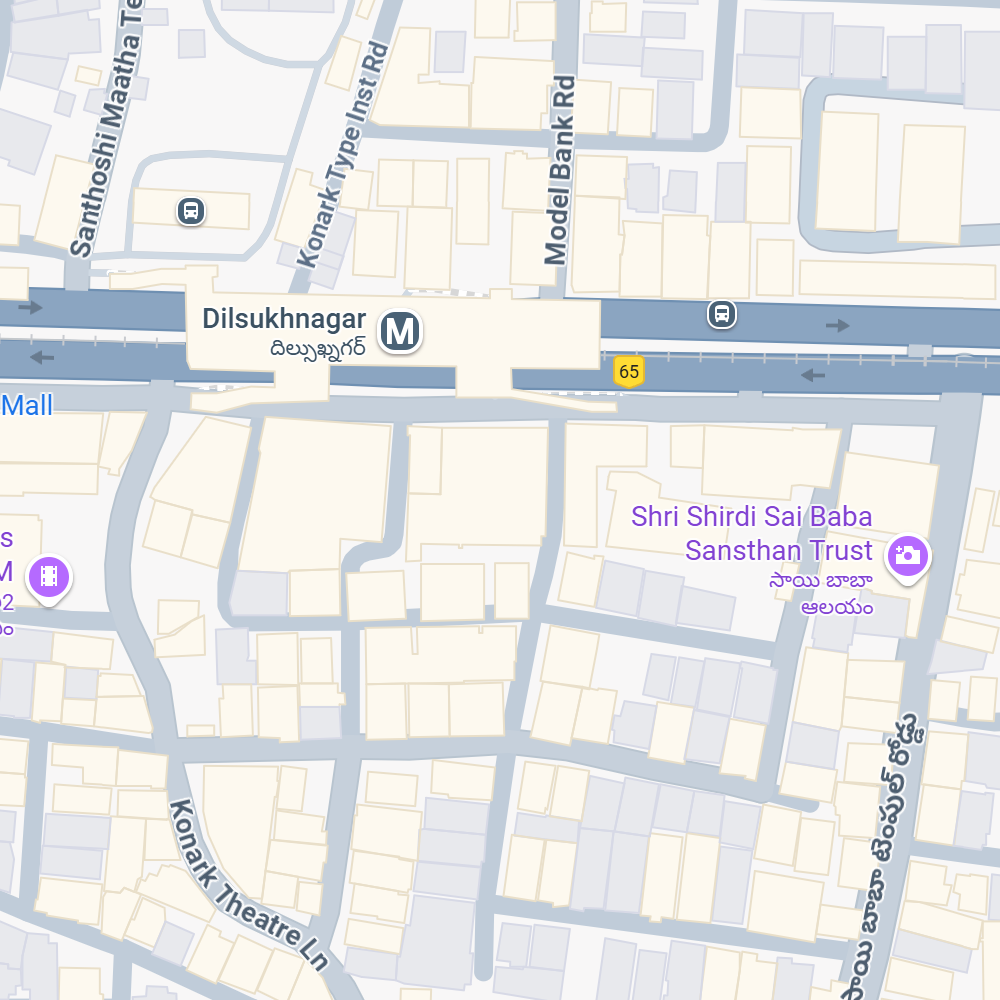 Santhoshi Maatha Te
Konark Type Inst Rd
Model Bank Rd
Dilsukhnagar
దిల్సుఖ్నగర్
M
65
Mall
Shri Shirdi Sai Baba
Sansthan Trust
సాయి బాబా
ఆలయం
s
M
Konark Theatre Ln
సాయి బాబా టెంపుల్ రోడ్డు